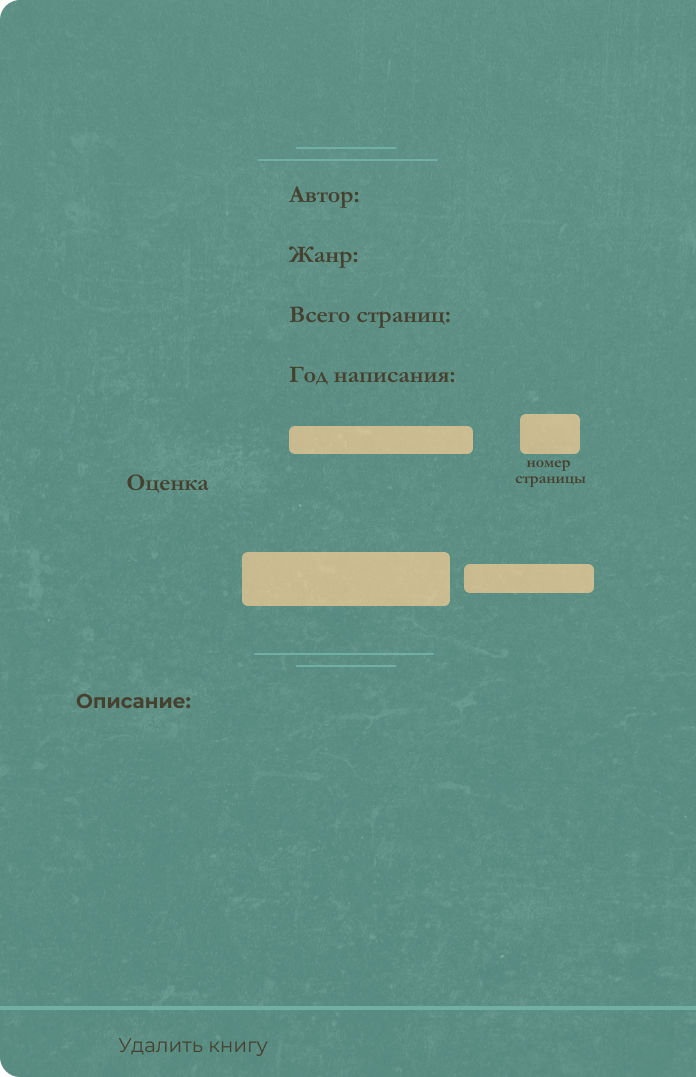 Автор:
Жанр:
Всего страниц:
Год написания:
номер
страницы
Оценка
Описание:
Удалить книгу